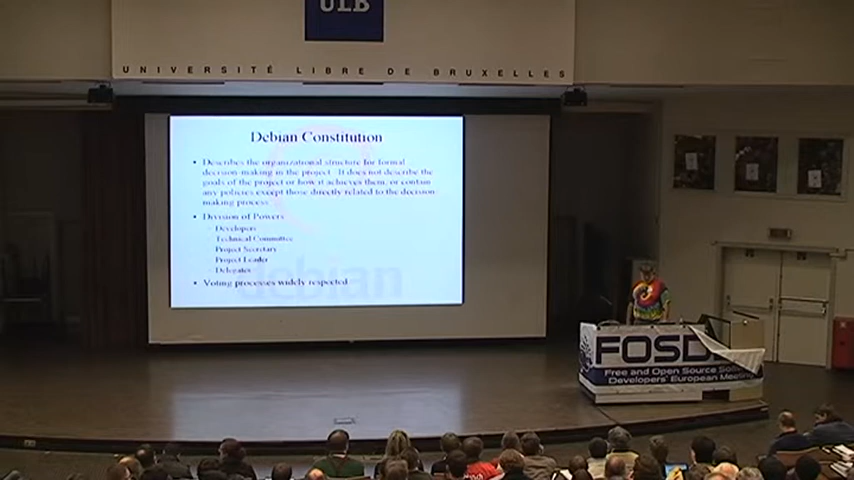 ULB
UNIVERSITÉ LIBRE DE BRUXELLES
Debian Constitution
• Describes the organizational structure for formal
decision-making in the project. It does not describe the
goals of the project or how it achieves them, or contain
any policies except those directly related to the decision-
making process.
• Division of Powers
– Developers
– Technical Committee
– Project Secretary
– Project Leader
– Delegates
• Voting processes widely respected
debian
FOSD
Free and Open Source Sof
Developers' European Meeting